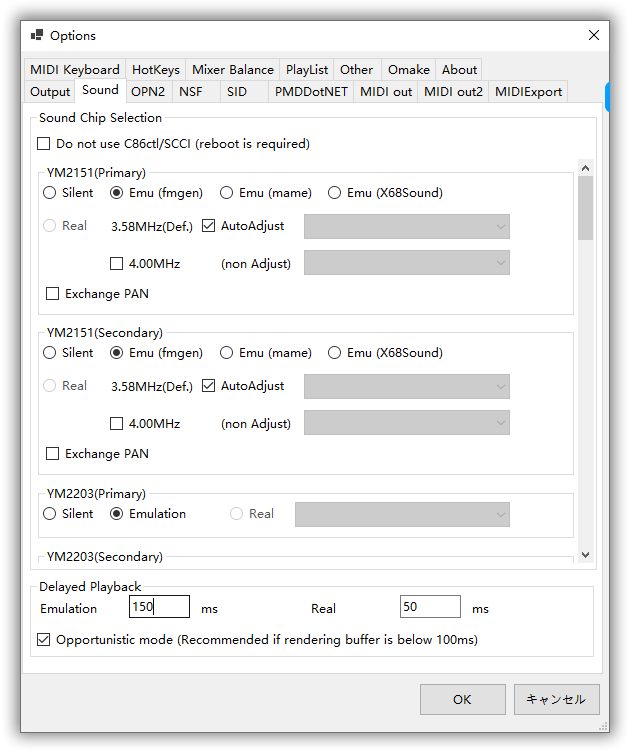 Options
MIDI Keyboard HotKeys Mixer Balance PlayList Other Omake About
Output Sound OPN2 NSF SID PMDDotNET MIDI out MIDI out2 MIDIExport
Sound Chip Selection
Do not use C86ctl/SCCI (reboot is required)
YM2151(Primary)
Silent Emu (fmgen) Emu (mame) Emu (X68Sound)
Real 3.58MHz(Def.) AutoAdjust
4.00MHz (non Adjust)
Exchange PAN
YM2151(Secondary)
Silent Emu (fmgen) Emu (mame) Emu (X68Sound)
Real 3.58MHz(Def.) AutoAdjust
4.00MHz (non Adjust)
Exchange PAN
YM2203(Primary)
Silent Emulation Real
YM2203(Secondary)
Delayed Playback
Emulation 150 ms Real 50 ms
Opportunistic mode (Recommended if rendering buffer is below 100ms)
OK キャンセル